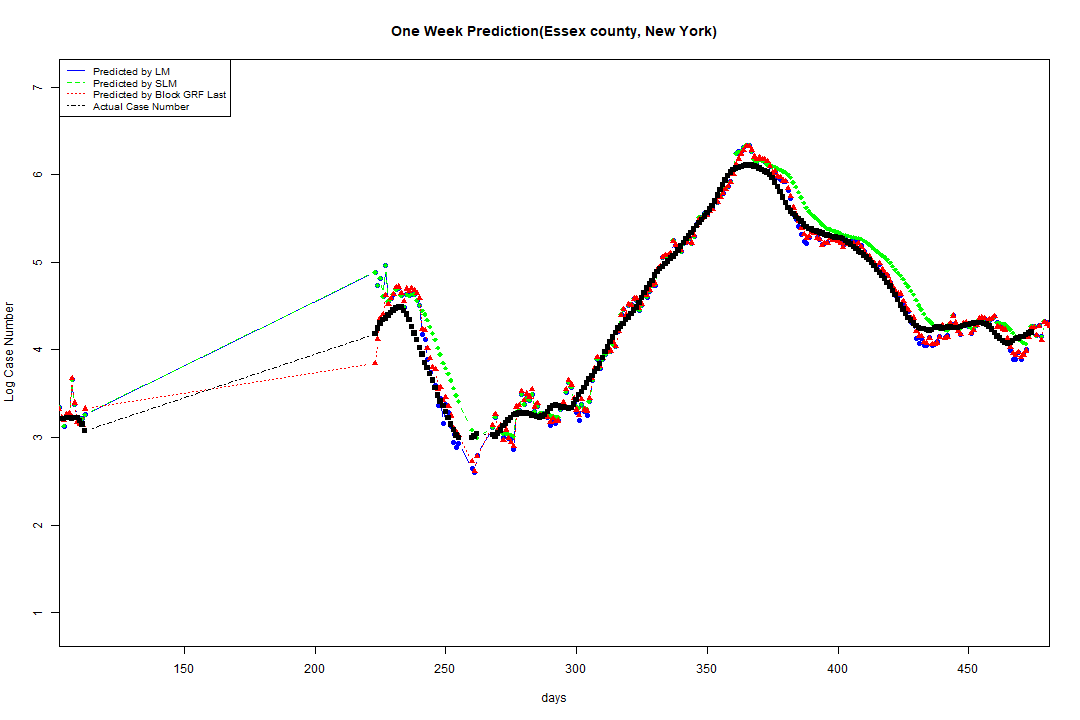 One Week Prediction(Essex county, New York)
Predicted by LM
Predicted by SLM
Predicted by Block GRF Last
Actual Case Number
7
6
5
4
3
2
1
Log Case Number
150 200 250 300 350 400 450
days